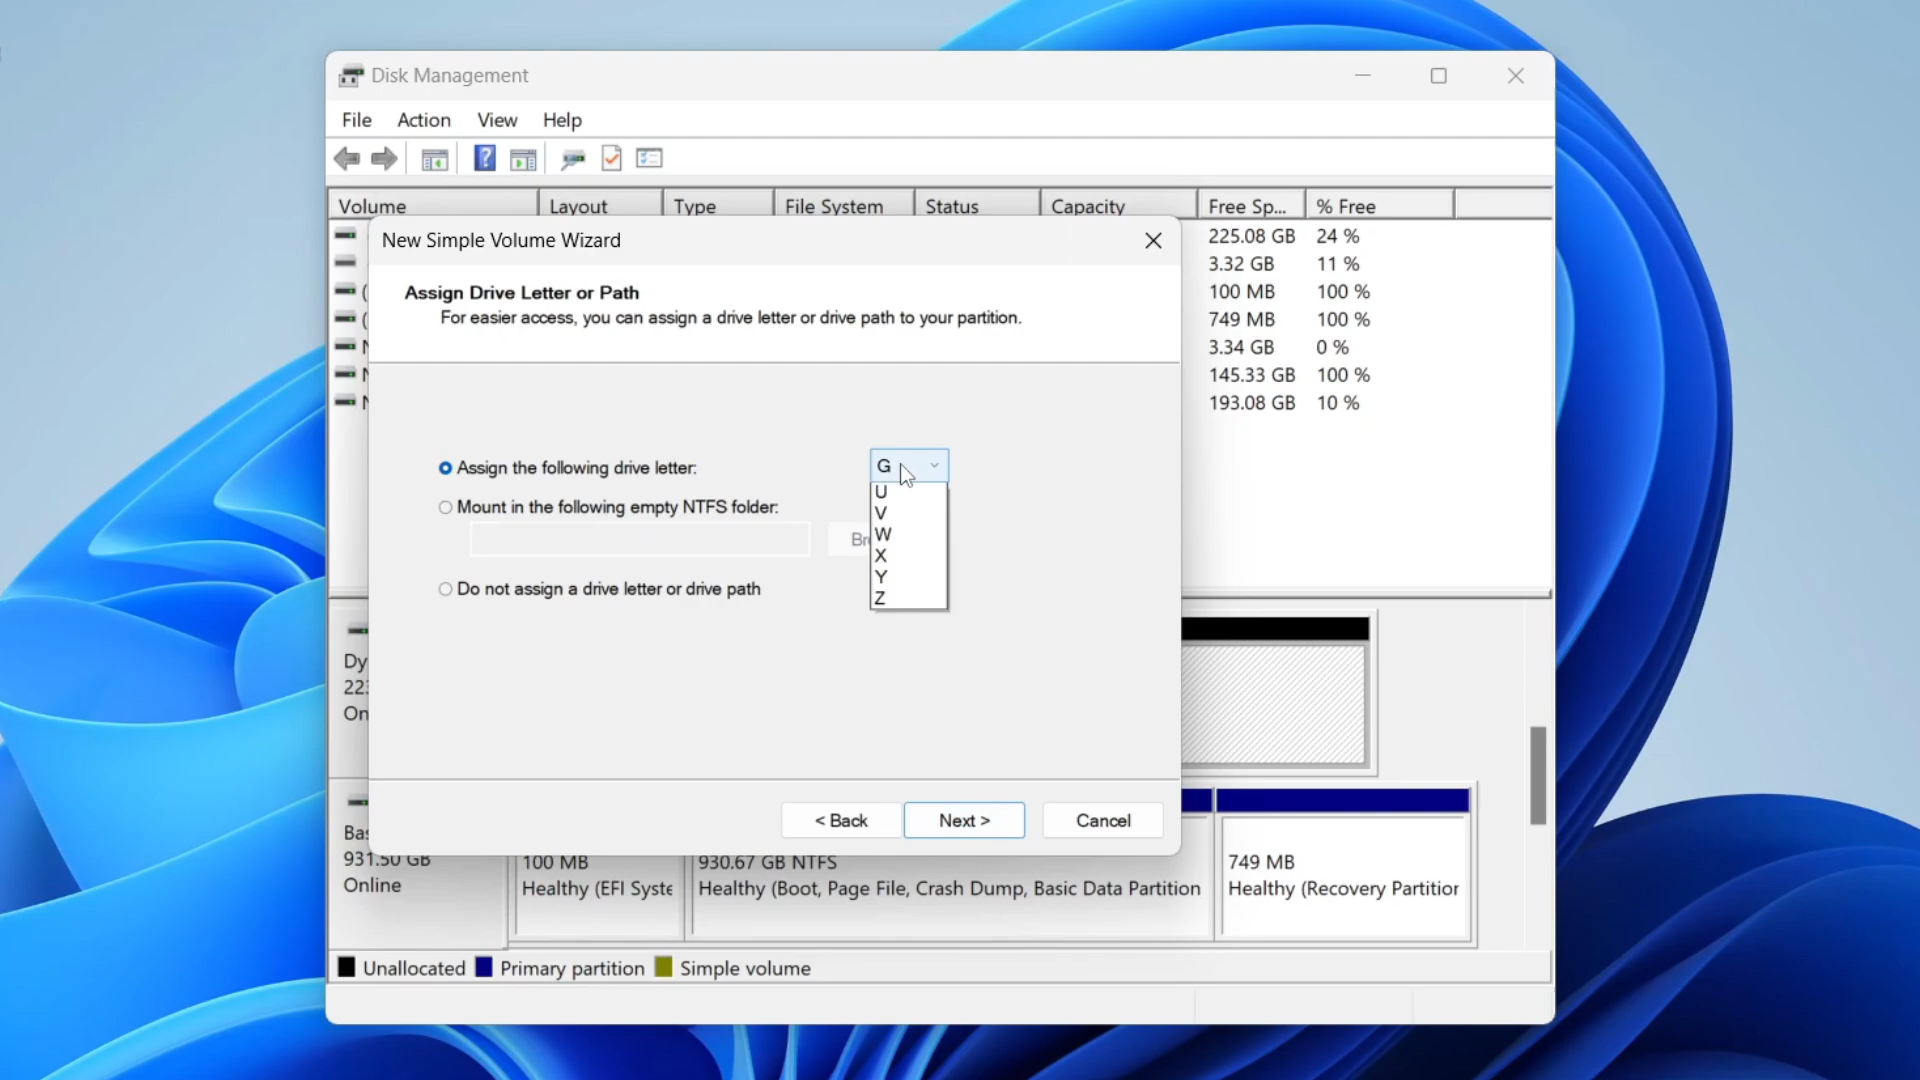 Disk Management
File Action View Help
Volume Layout Type File System Status Capacity Free Sp... % Free
225.08 GB 24 %
3.32 GB 11 %
100 MB 100 %
749 MB 100 %
3.34 GB 0 %
145.33 GB 100 %
193.08 GB 10 %
New Simple Volume Wizard
Assign Drive Letter or Path
For easier access, you can assign a drive letter or drive path to your partition.
Assign the following drive letter: G
U
V
W
X
Y
Z
Mount in the following empty NTFS folder:
Do not assign a drive letter or drive path
< Back Next > Cancel
931.50 GB
Online
100 MB
Healthy (EFI Syste
930.67 GB NTFS
Healthy (Boot, Page File, Crash Dump, Basic Data Partition
749 MB
Healthy (Recovery Partitior
Unallocated Primary partition Simple volume